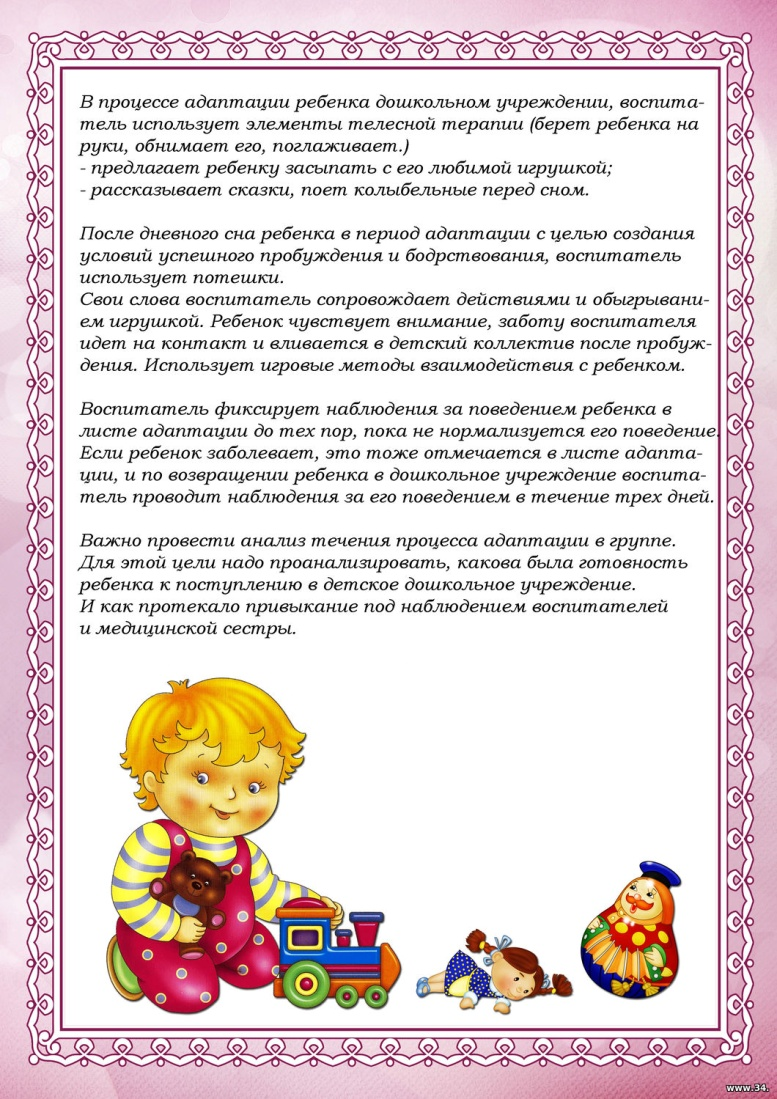 В процессе адаптации ребенка дошкольном учреждении, воспита-
тель использует элементы телесной терапии (берет ребенка на
руки, обнимает его, поглаживает.)
- предлагает ребенку засыпать с его любимой игрушкой;
- рассказывает сказки, поет колыбельные перед сном.
После дневного сна ребенка в период адаптации с целью создания
условий успешного пробуждения и бодрствования, воспитатель
использует потешки.
Свои слова воспитатель сопровождает действиями и обыгрывани-
ем игрушкой. Ребенок чувствует внимание, заботу воспитателя
идет на контакт и вливается в детский коллектив после пробуж-
дения. Использует игровые методы взаимодействия с ребенком.
Воспитатель фиксирует наблюдения за поведением ребенка в
листе адаптации до тех пор, пока не нормализуется его поведение.
Если ребенок заболевает, это тоже отмечается в листе адапта-
ции, и по возвращении ребенка в дошкольное учреждение воспита-
тель проводит наблюдения за его поведением в течение трех дней.
Важно провести анализ течения процесса адаптации в группе.
Для этой цели надо проанализировать, какова была готовность
ребенка к поступлению в детское дошкольное учреждение.
И как протекало привыкание под наблюдением воспитателей
и медицинской сестры.
www.34.